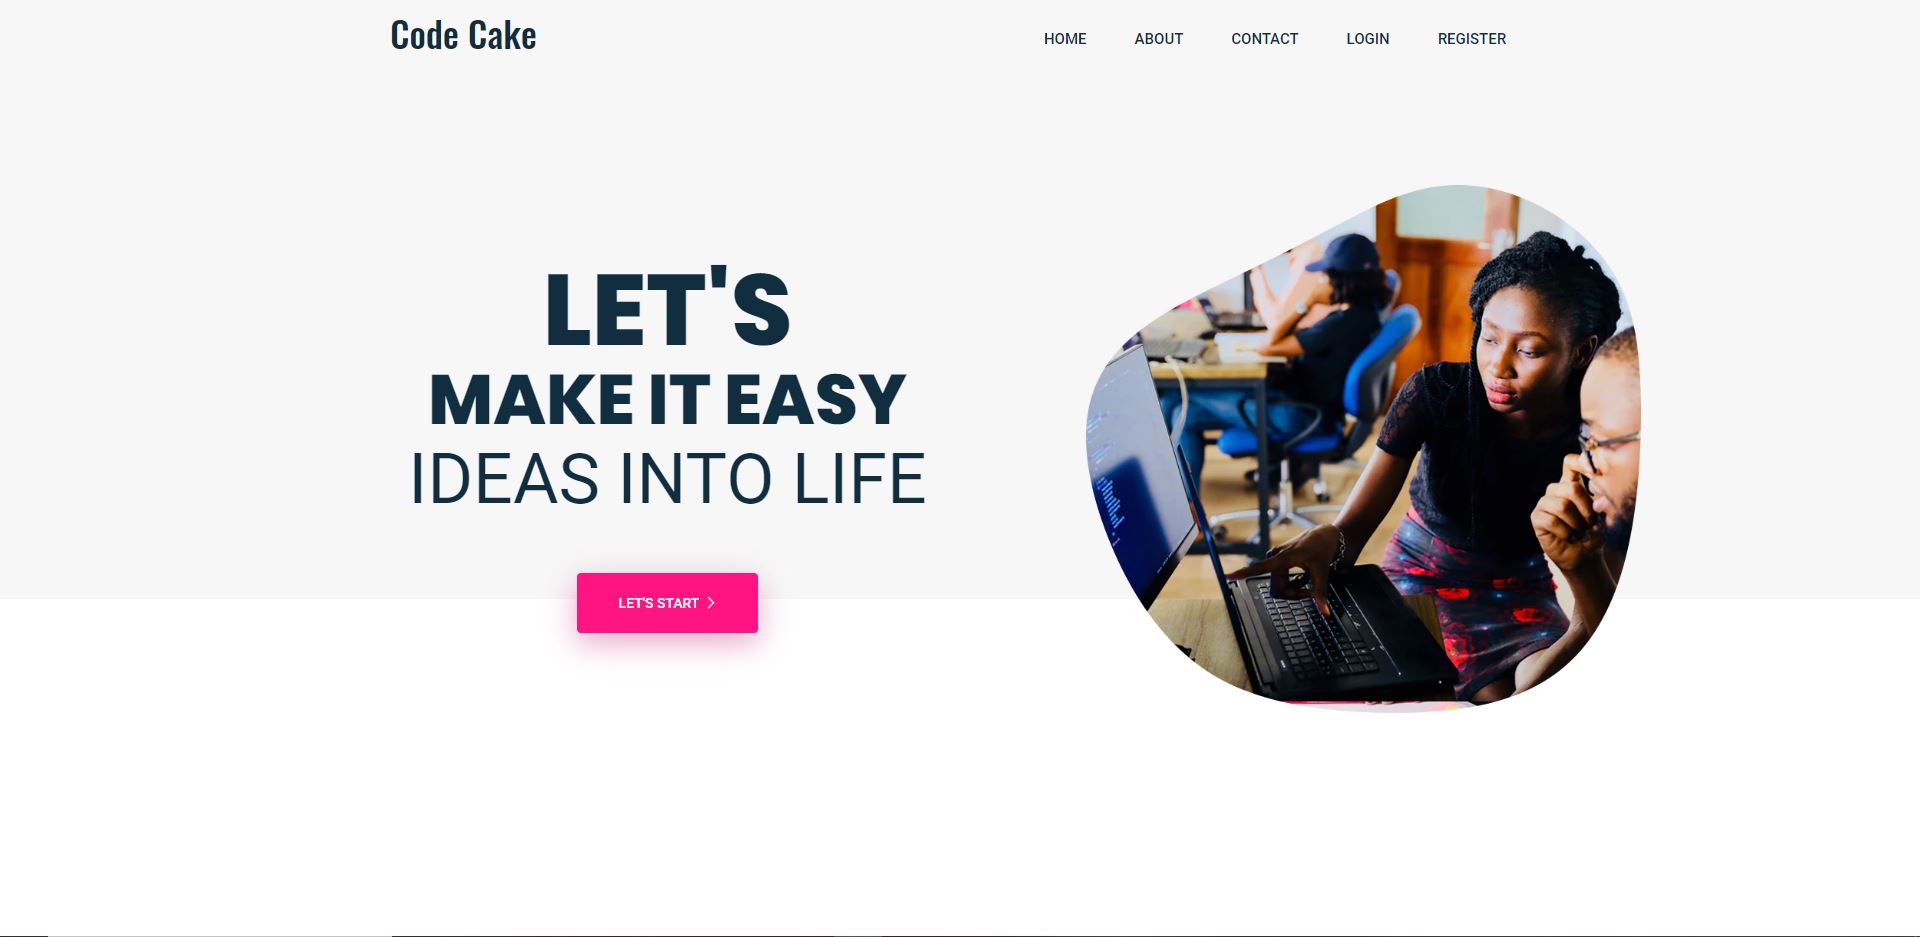 Code Cake
HOME ABOUT CONTACT LOGIN REGISTER
LET'S
MAKE IT EASY
IDEAS INTO LIFE
LET'S START